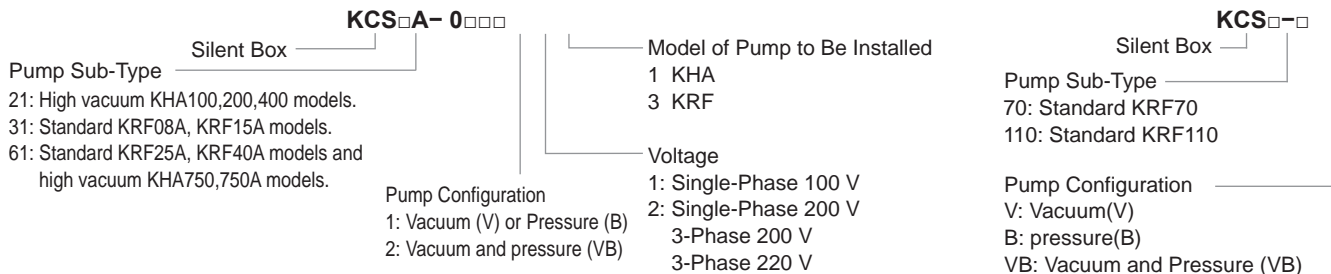 KCS□A− 0□□□
Silent Box
Pump Sub-Type
21: High vacuum KHA100,200,400 models.
31: Standard KRF08A, KRF15A models.
61: Standard KRF25A, KRF40A models and
high vacuum KHA750,750A models.
Pump Configuration
1: Vacuum (V) or Pressure (B)
2: Vacuum and pressure (VB)
Model of Pump to Be Installed
1 KHA
3 KRF
Voltage
1: Single-Phase 100 V
2: Single-Phase 200 V
3-Phase 200 V
3-Phase 220 V
KCS□−□
Silent Box
Pump Sub-Type
70: Standard KRF70
110: Standard KRF110
Pump Configuration
V: Vacuum(V)
B: pressure(B)
VB: Vacuum and Pressure (VB)